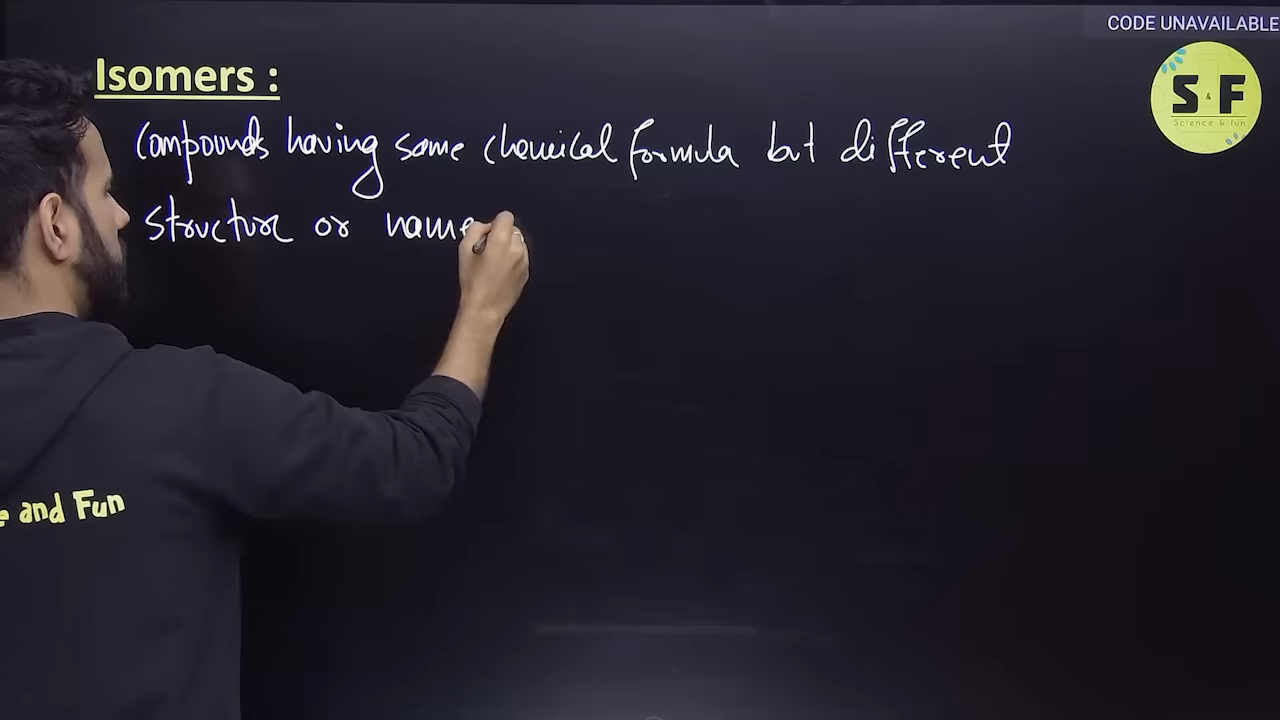 CODE UNAVAILABLE
Isomers :
S & F
Science & fun
Compounds having same chemical formula but different
structure or name
e and Fun